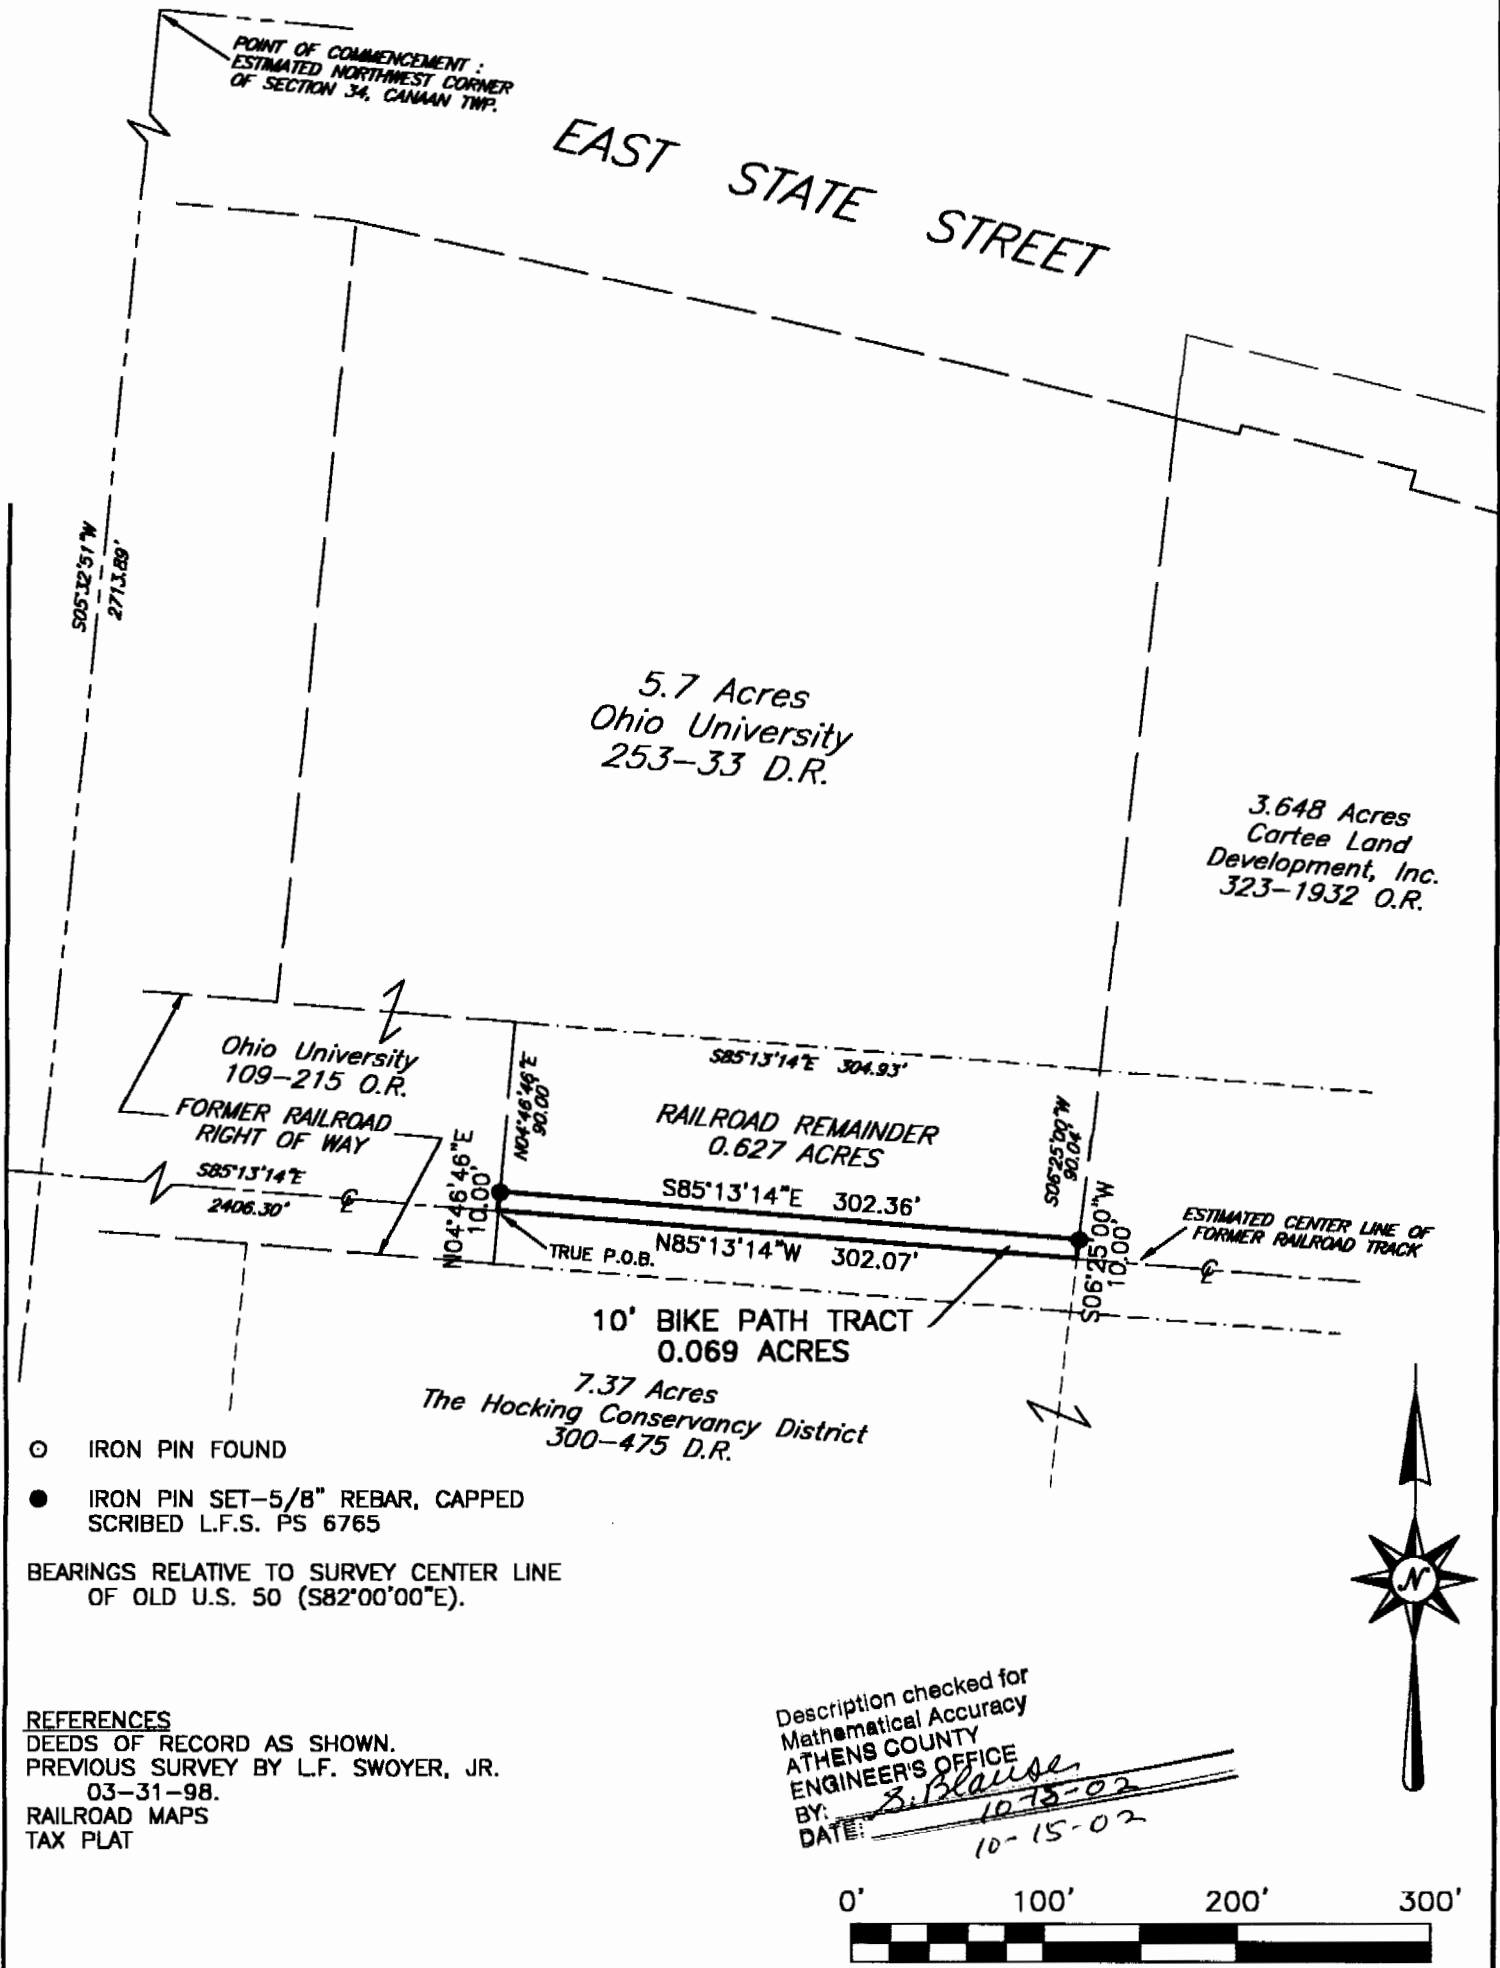 POINT OF COMMENCEMENT :
ESTIMATED NORTHWEST CORNER
OF SECTION 34, CANAAN TWP.
EAST STATE STREET
S05°32'51"W
2713.89'
5.7 Acres
Ohio University
253-33 D.R.
3.648 Acres
Cartee Land
Development, Inc.
323-1932 O.R.
Ohio University
109-215 O.R.
FORMER RAILROAD
RIGHT OF WAY
S85°13'14"E
2406.30'
N04°46'46"E
90.00'
N04°46'46"E
10.00'
S85°13'14"E 304.93'
RAILROAD REMAINDER
0.627 ACRES
S85°13'14"E 302.36'
N85°13'14"W 302.07'
TRUE P.O.B.
S06°25'00"W
90.04'
S06°25'00"W
10.00'
ESTIMATED CENTER LINE OF
FORMER RAILROAD TRACK
10' BIKE PATH TRACT
0.069 ACRES
7.37 Acres
The Hocking Conservancy District
300-475 D.R.
IRON PIN FOUND
IRON PIN SET-5/8" REBAR, CAPPED
SCRIBED L.F.S. PS 6765
BEARINGS RELATIVE TO SURVEY CENTER LINE
OF OLD U.S. 50 (S82°00'00"E).
N
REFERENCES
DEEDS OF RECORD AS SHOWN.
PREVIOUS SURVEY BY L.F. SWOYER, JR.
03-31-98.
RAILROAD MAPS
TAX PLAT
Description checked for
Mathematical Accuracy
ATHENS COUNTY
ENGINEER'S OFFICE
BY: S. Blause
DATE: 10-15-02
10-15-02
0' 100' 200' 300'